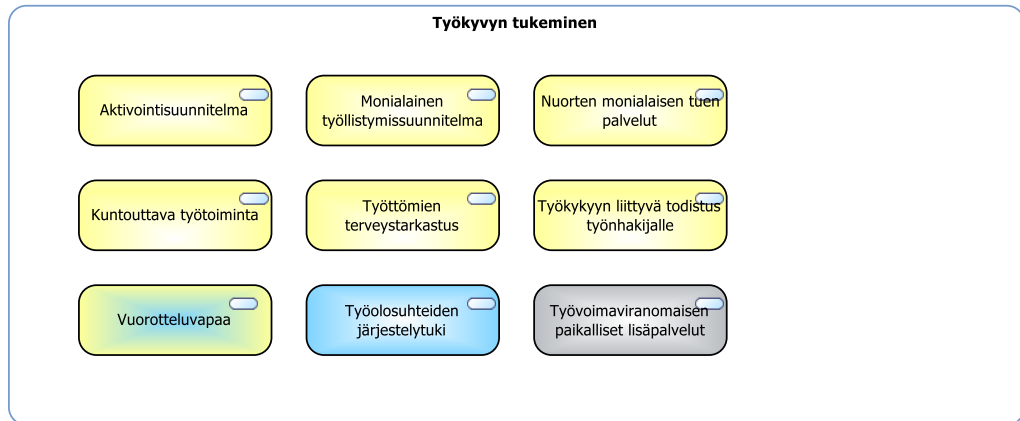 Työkyvyn tukeminen
Aktivointisuunnitelma
Monialainen
työllistymissuunnitelma
Nuorten monialaisen tuen
palvelut
Kuntouttava työtoiminta
Työttömien
terveystarkastus
Työkykyyn liittyvä todistus
työnhakijalle
Vuorotteluvapaa
Työolosuhteiden
järjestelytuki
Työvoimaviranomaisen
paikalliset lisäpalvelut